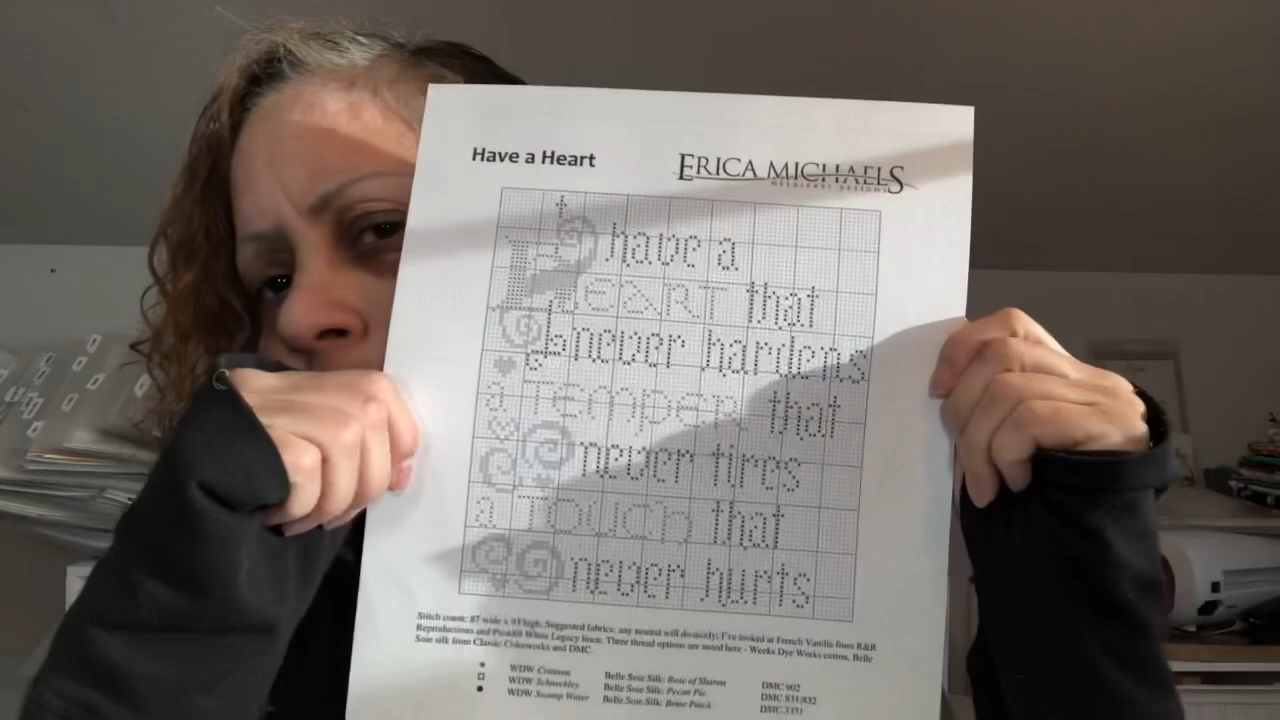 Have a Heart
ERICA MICHAELS
NEEDLEART DESIGNS
have a
HEART that
never hardens
a TEMPER that
never tires
a TOUCH that
never hurts
Stitch count: 87 wide x 93 high. Suggested fabrics: any neutral will do nicely; I've looked at French Vanilla from R&R
Reproductions and Picadill White Legacy linen. Three thread options are noted here - Weeks Dye Works cotton, Belle
Soie silk from Classic Colorworks and DMC.
WDW Crimson Belle Soie Silk: Rose of Sharon DMC 902
WDW Schneckley Belle Soie Silk: Pecan Pie DMC 831/832
WDW Swamp Water Belle Soie Silk: Briar Patch DMC 3371